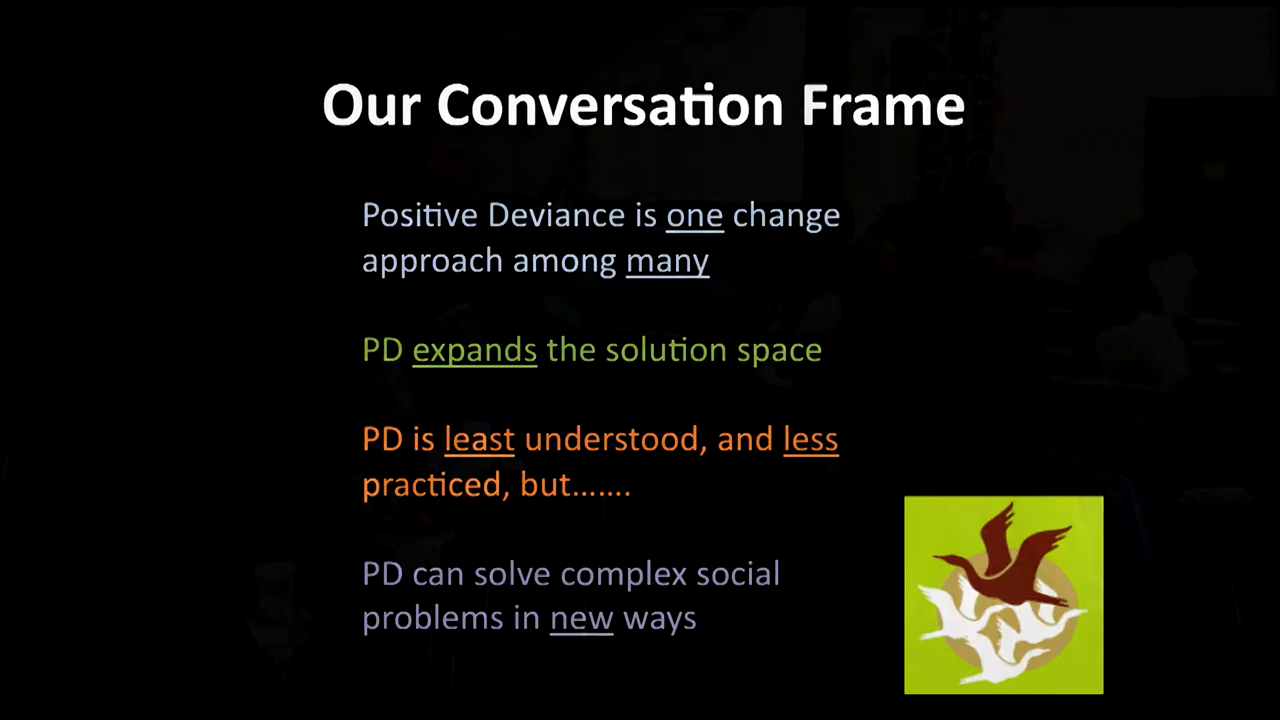 Our Conversation Frame
Positive Deviance is one change
approach among many
PD expands the solution space
PD is least understood, and less
practiced, but…….
PD can solve complex social
problems in new ways